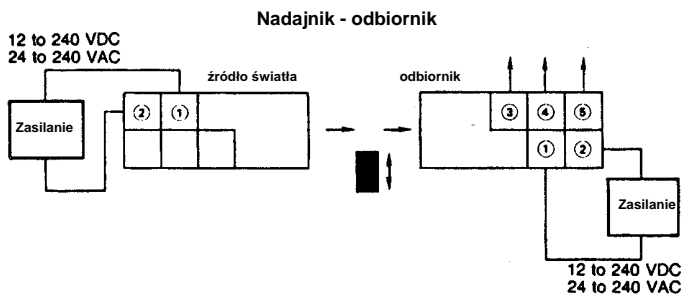 Nadajnik - odbiornik
12 to 240 VDC
24 to 240 VAC
źródło światła
odbiornik
Zasilanie
② ①
③ ④ ⑤
① ②
Zasilanie
12 to 240 VDC
24 to 240 VAC